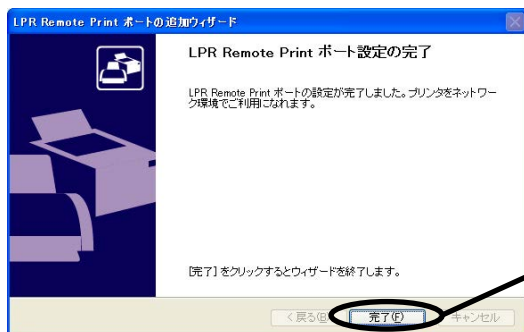 LPR Remote Print ポートの追加ウィザード
LPR Remote Print ポート設定の完了
LPR Remote Print ポートの設定が完了しました。プリンタをネットワー
ク環境でご利用になれます。
[完了] をクリックするとウィザードを終了します。
< 戻る(B)
完了(F)
キャンセル